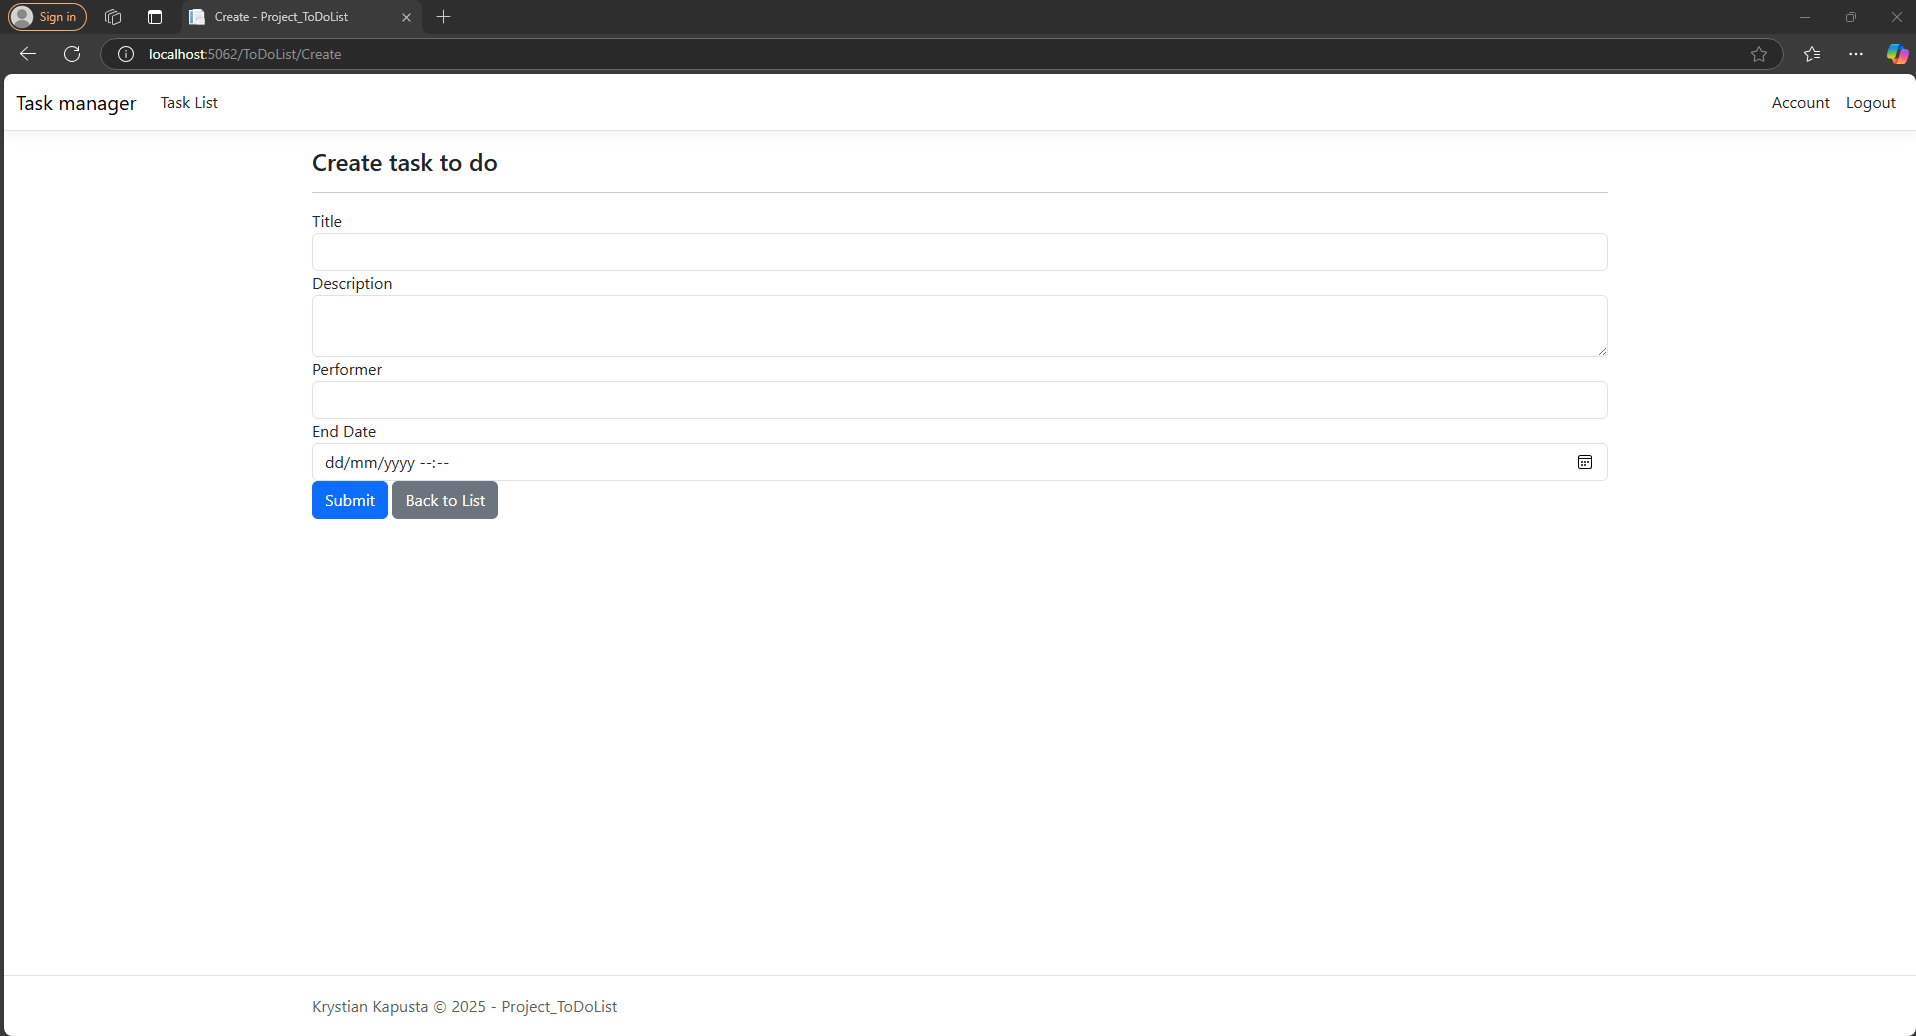 Sign in
Create - Project_ToDoList
localhost:5062/ToDoList/Create
Task manager Task List Account Logout
Create task to do
Title
Description
Performer
End Date
dd/mm/yyyy --:--
Submit Back to List
Krystian Kapusta © 2025 - Project_ToDoList